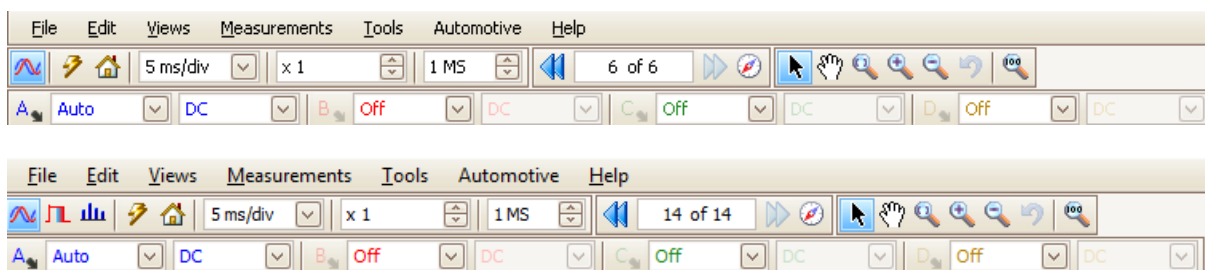 File Edit Views Measurements Tools Automotive Help
5 ms/div x 1 1 MS 6 of 6 100
A Auto DC B Off DC C Off DC D Off DC
File Edit Views Measurements Tools Automotive Help
5 ms/div x 1 1 MS 14 of 14 100
A Auto DC B Off DC C Off DC D Off DC